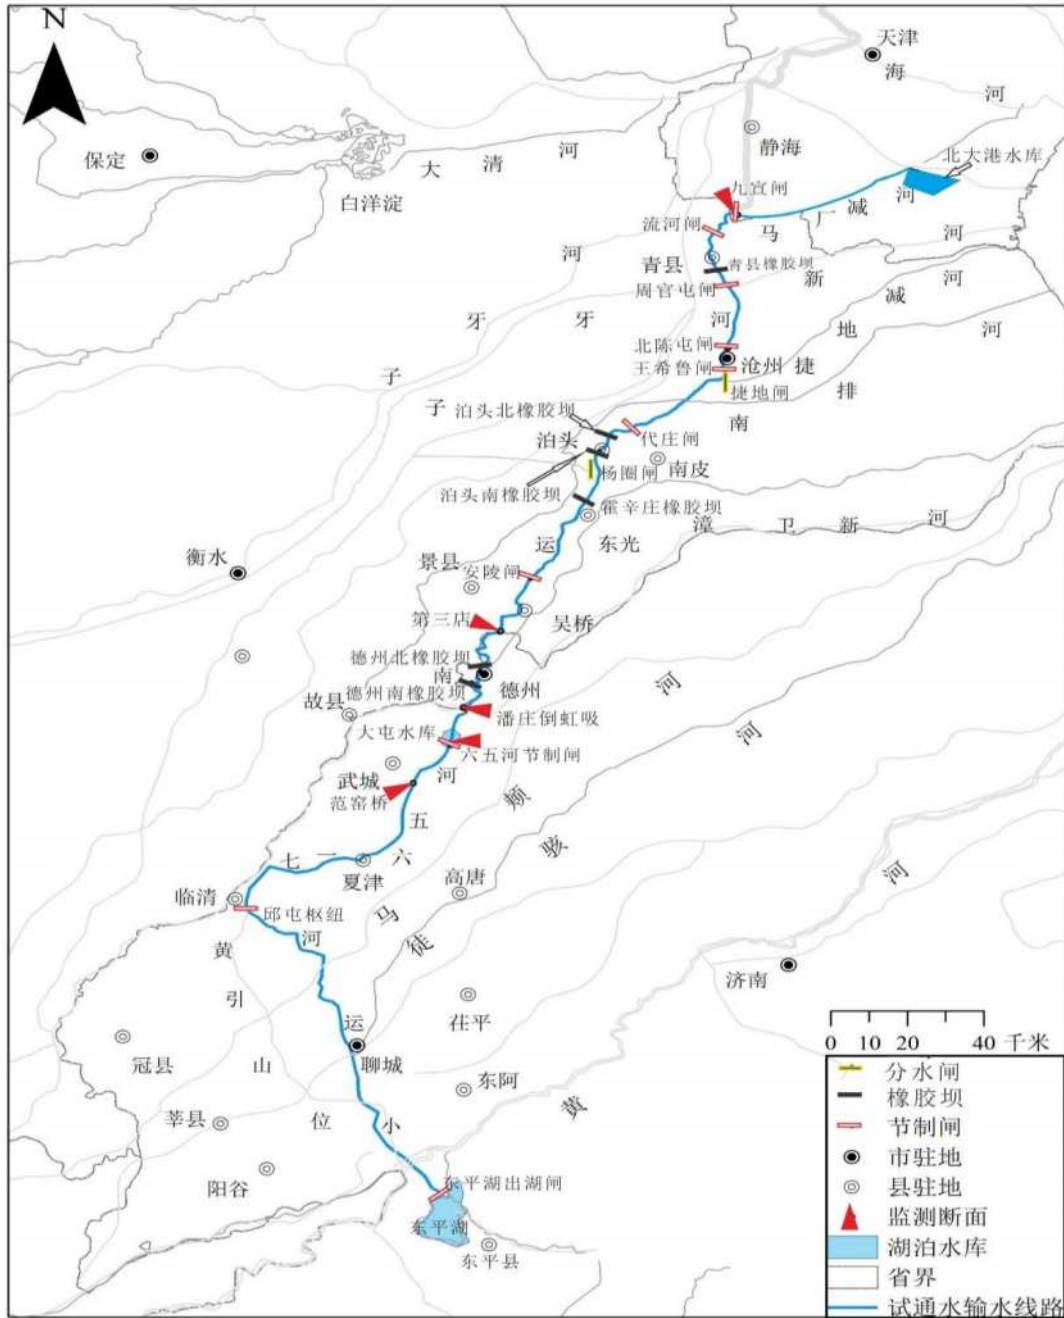 N
天津
海
河
静海
保定
大清河
白洋淀
北大港水库
九宣闸
马厂减河
流河闸
青县
青县橡胶坝
周官屯闸
新
河
河
子牙河
子牙
河
北陈屯闸
王希鲁闸
沧州
捷地减河
捷地闸
南排河
泊头北橡胶坝
代庄闸
泊头
杨圈闸
南皮
泊头南橡胶坝
霍辛庄橡胶坝
漳卫新河
东光
衡水
景县
安陵闸
运
第三店
吴桥
德州北橡胶坝
南
德州
德州南橡胶坝
故县
潘庄倒虹吸
大屯水库
六五河节制闸
武城
河
范窑桥
五
六
七一
夏津
高唐
马颊河
徒骇河
临清
邱屯枢纽
河
黄
引
山
位
济南
黄
河
运
聊城
茌平
冠县
东阿
莘县
小
阳谷
东平湖出湖闸
东平湖
东平县
0 10 20 40 千米
分水闸
橡胶坝
节制闸
市驻地
县驻地
监测断面
湖泊水库
省界
试通水输水线路